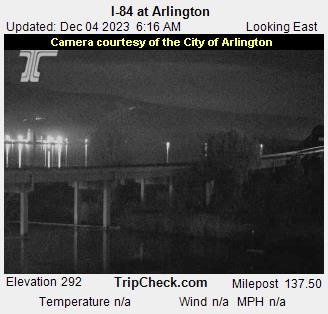 I-84 at Arlington
Updated: Dec 04 2023 6:16 AM Looking East
Camera courtesy of the City of Arlington
Elevation 292 TripCheck.com Milepost 137.50
Temperature n/a Wind n/a MPH n/a